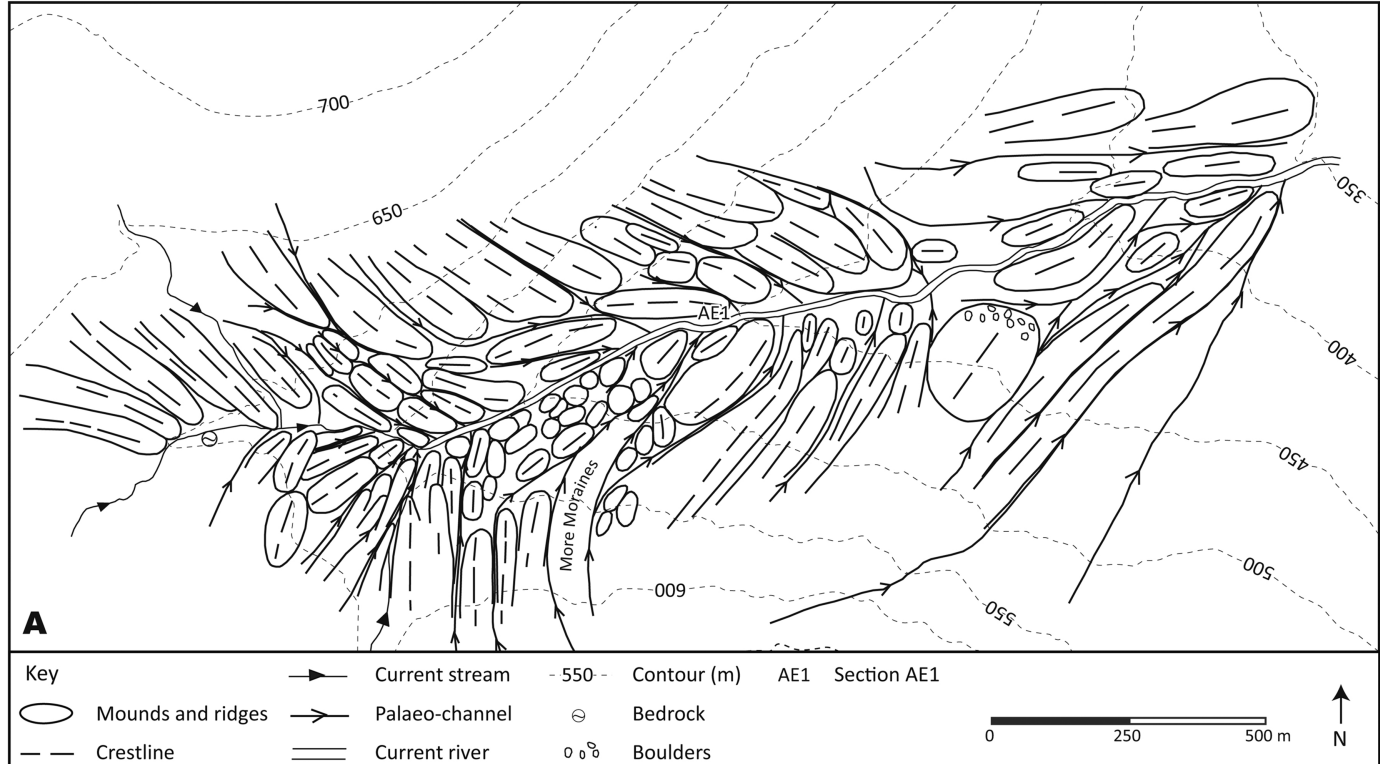 700
650
350
AE1
400
450
More Moraines
500
600
550
A
Key
Current stream
550
Contour (m)
AE1
Section AE1
Mounds and ridges
Palaeo-channel
Bedrock
N
Crestline
Current river
Boulders
0
250
500 m